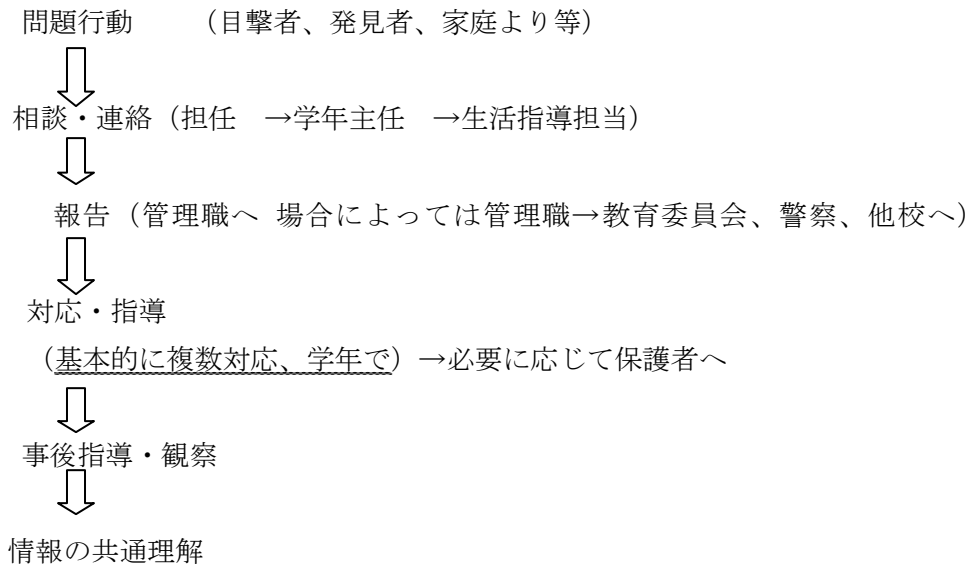 問題行動　　（目撃者、発見者、家庭より等）
相談・連絡（担任　→学年主任　→生活指導担当）
報告（管理職へ 場合によっては管理職→教育委員会、警察、他校へ）
対応・指導
（基本的に複数対応、学年で）→必要に応じて保護者へ
事後指導・観察
情報の共通理解